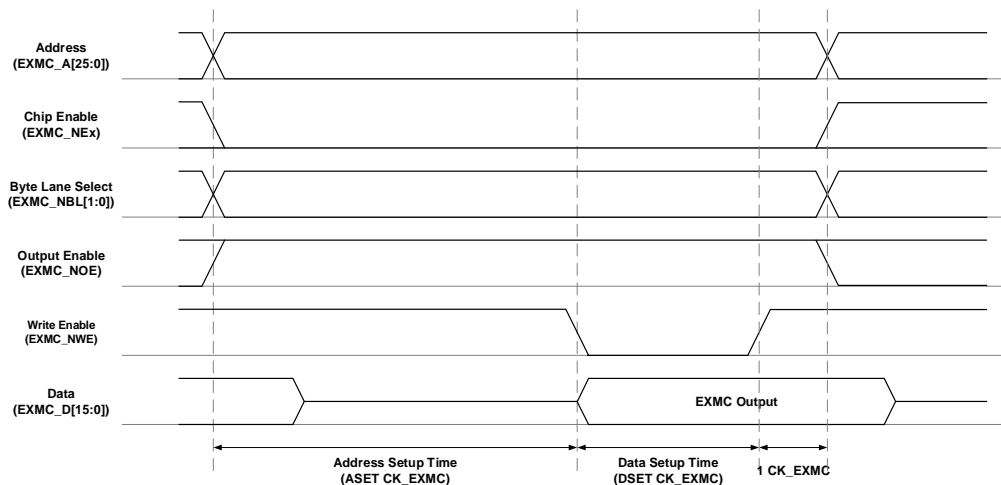 Address
(EXMC_A[25:0])
Chip Enable
(EXMC_NEx)
Byte Lane Select
(EXMC_NBL[1:0])
Output Enable
(EXMC_NOE)
Write Enable
(EXMC_NWE)
Data
(EXMC_D[15:0])
EXMC Output
Address Setup Time
(ASET CK_EXMC)
Data Setup Time
(DSET CK_EXMC)
1 CK_EXMC